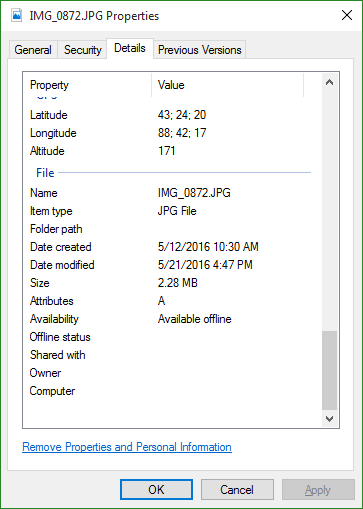 IMG_0872.JPG Properties
General Security Details Previous Versions
Property Value
Latitude 43; 24; 20
Longitude 88; 42; 17
Altitude 171
File
Name IMG_0872.JPG
Item type JPG File
Folder path
Date created 5/12/2016 10:30 AM
Date modified 5/21/2016 4:47 PM
Size 2.28 MB
Attributes A
Availability Available offline
Offline status
Shared with
Owner
Computer
Remove Properties and Personal Information
OK Cancel Apply